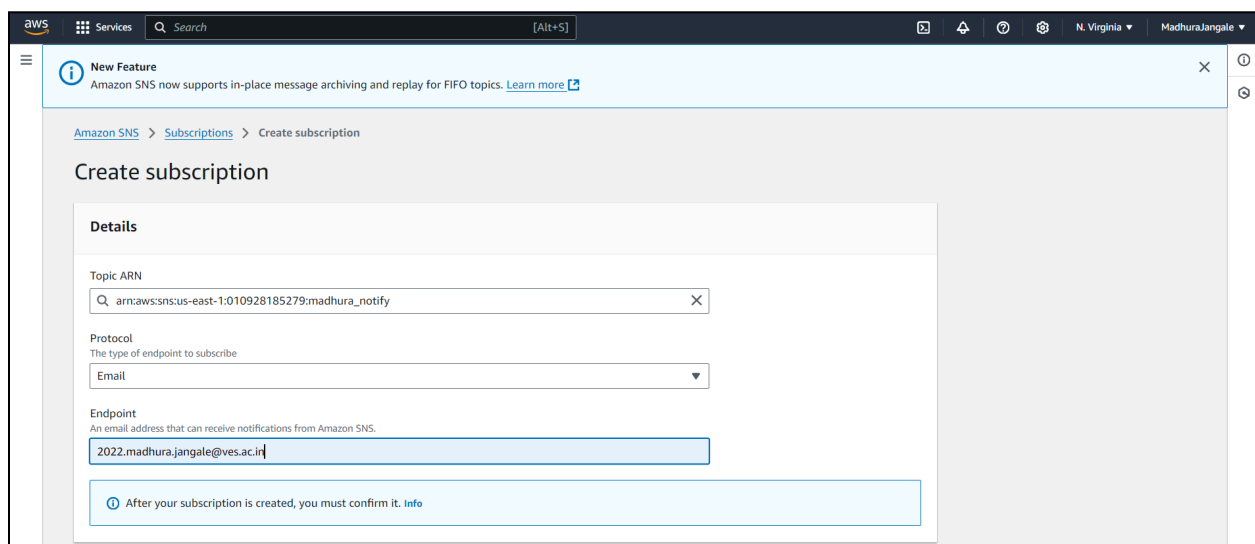 aws Services Search [Alt+S] N. Virginia MadhuraJangale
New Feature
Amazon SNS now supports in-place message archiving and replay for FIFO topics. Learn more
Amazon SNS > Subscriptions > Create subscription
Create subscription
Details
Topic ARN
arn:aws:sns:us-east-1:010928185279:madhura_notify
Protocol
The type of endpoint to subscribe
Email
Endpoint
An email address that can receive notifications from Amazon SNS.
2022.madhura.jangale@ves.ac.in
After your subscription is created, you must confirm it. Info